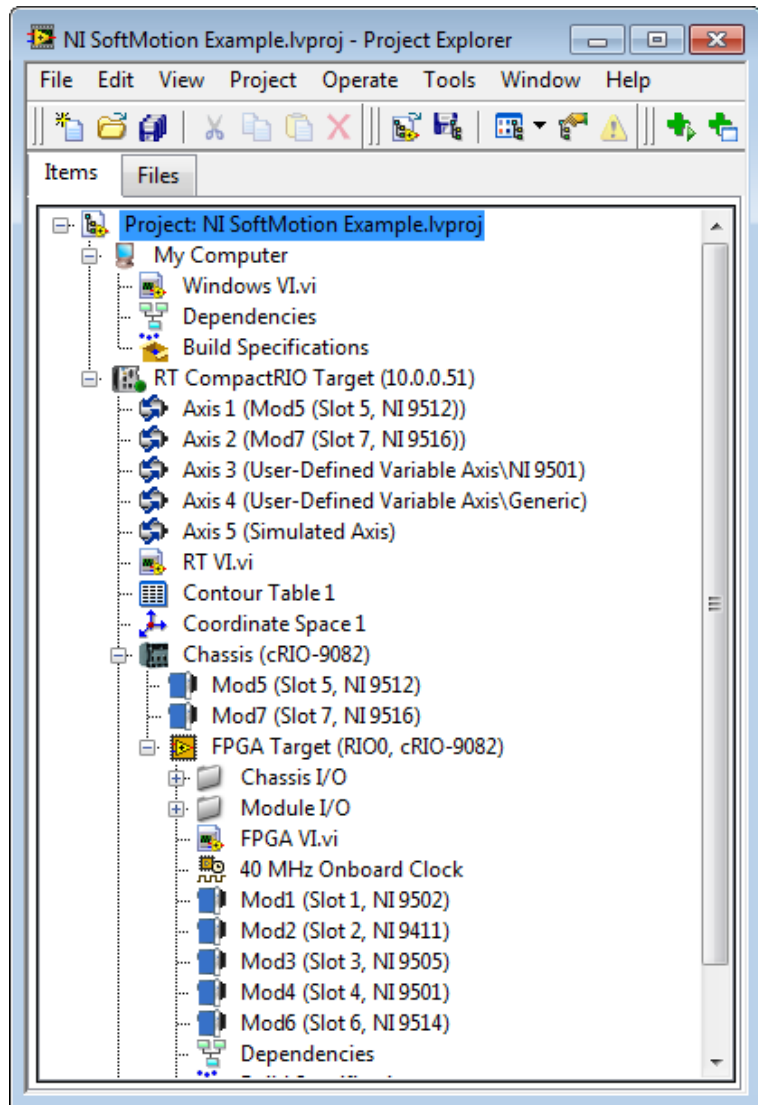 NI SoftMotion Example.lvproj - Project Explorer
File Edit View Project Operate Tools Window Help
Items Files
Project: NI SoftMotion Example.lvproj
My Computer
Windows VI.vi
Dependencies
Build Specifications
RT CompactRIO Target (10.0.0.51)
Axis 1 (Mod5 (Slot 5, NI 9512))
Axis 2 (Mod7 (Slot 7, NI 9516))
Axis 3 (User-Defined Variable Axis\NI 9501)
Axis 4 (User-Defined Variable Axis\Generic)
Axis 5 (Simulated Axis)
RT VI.vi
Contour Table 1
Coordinate Space 1
Chassis (cRIO-9082)
Mod5 (Slot 5, NI 9512)
Mod7 (Slot 7, NI 9516)
FPGA Target (RIO0, cRIO-9082)
Chassis I/O
Module I/O
FPGA VI.vi
40 MHz Onboard Clock
Mod1 (Slot 1, NI 9502)
Mod2 (Slot 2, NI 9411)
Mod3 (Slot 3, NI 9505)
Mod4 (Slot 4, NI 9501)
Mod6 (Slot 6, NI 9514)
Dependencies